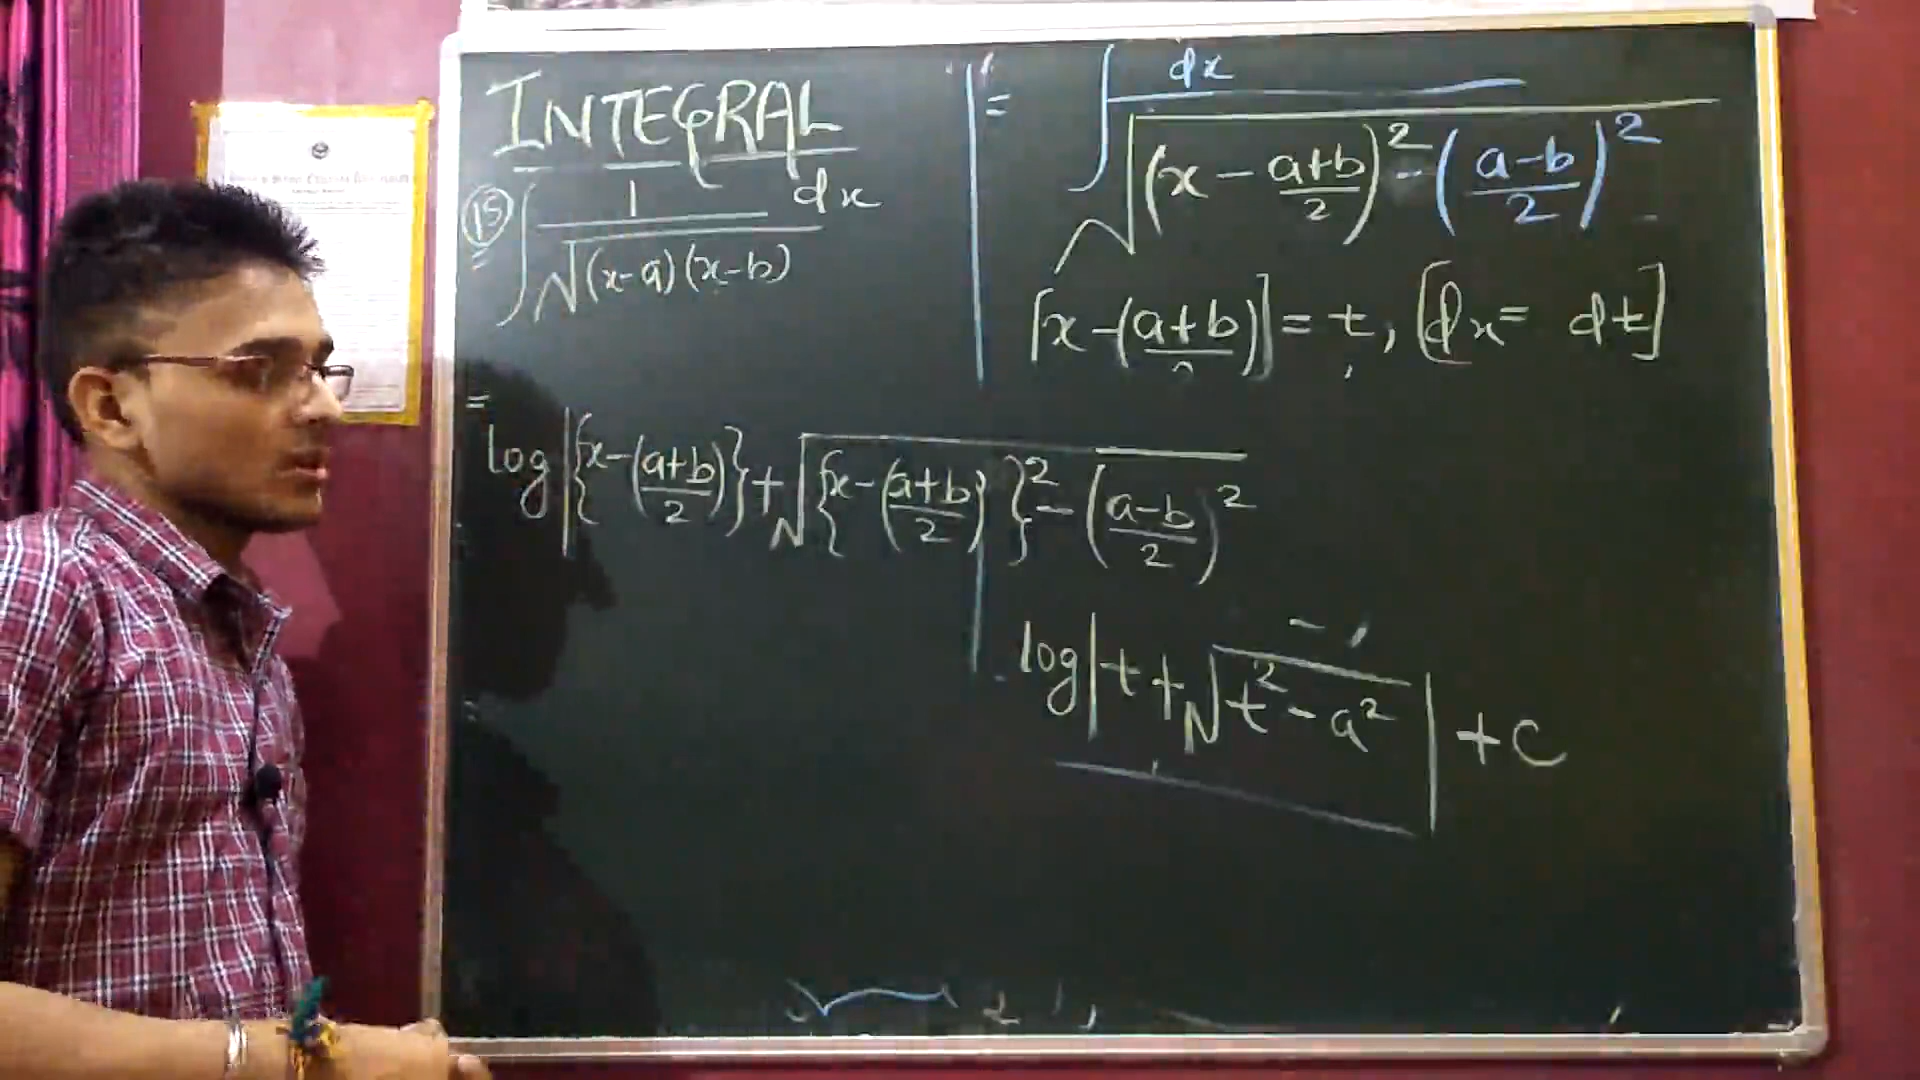 INTEGRAL
15 ∫ 1/√(x-a)(x-b) dx
= ∫ dx/√((x - a+b/2)² - (a-b/2)²)
[x-(a+b/2)] = t, [dx = dt]
=
log|{x-(a+b/2)}+√{x-(a+b/2)}² - (a-b/2)²
log|t+√t²-a²|+c